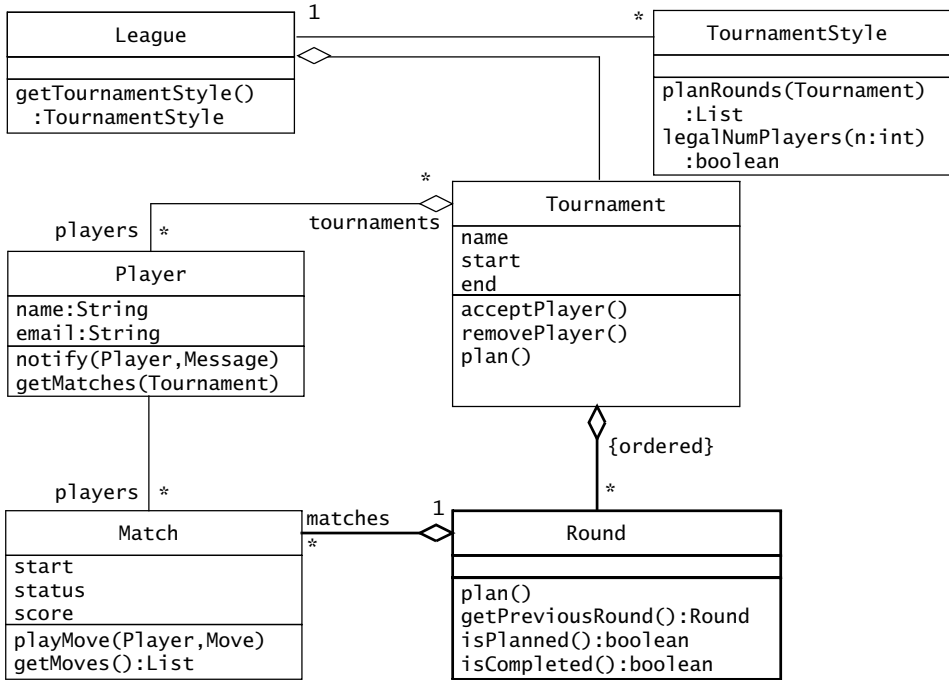 1
*
League
TournamentStyle
getTournamentStyle()
:TournamentStyle
planRounds(Tournament)
:List
legalNumPlayers(n:int)
:boolean
*
tournaments
players
*
Tournament
name
start
end
acceptPlayer()
removePlayer()
plan()
Player
name:String
email:String
notify(Player,Message)
getMatches(Tournament)
{ordered}
*
players
*
matches
*
1
Match
start
status
score
playMove(Player,Move)
getMoves():List
Round
plan()
getPreviousRound():Round
isPlanned():boolean
isCompleted():boolean